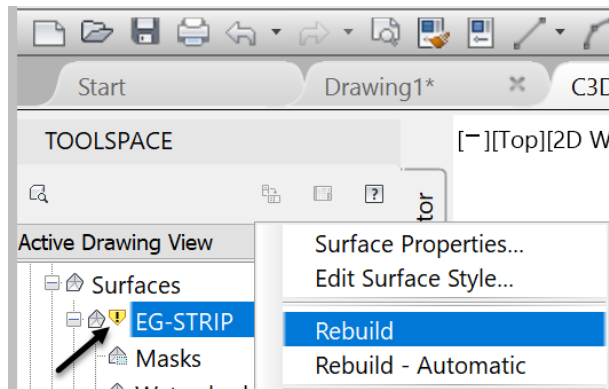 Start
Drawing1*
C3D
TOOLSPACE
[−][Top][2D W
?
tor
Active Drawing View
Surfaces
EG-STRIP
Masks
Surface Properties...
Edit Surface Style...
Rebuild
Rebuild - Automatic